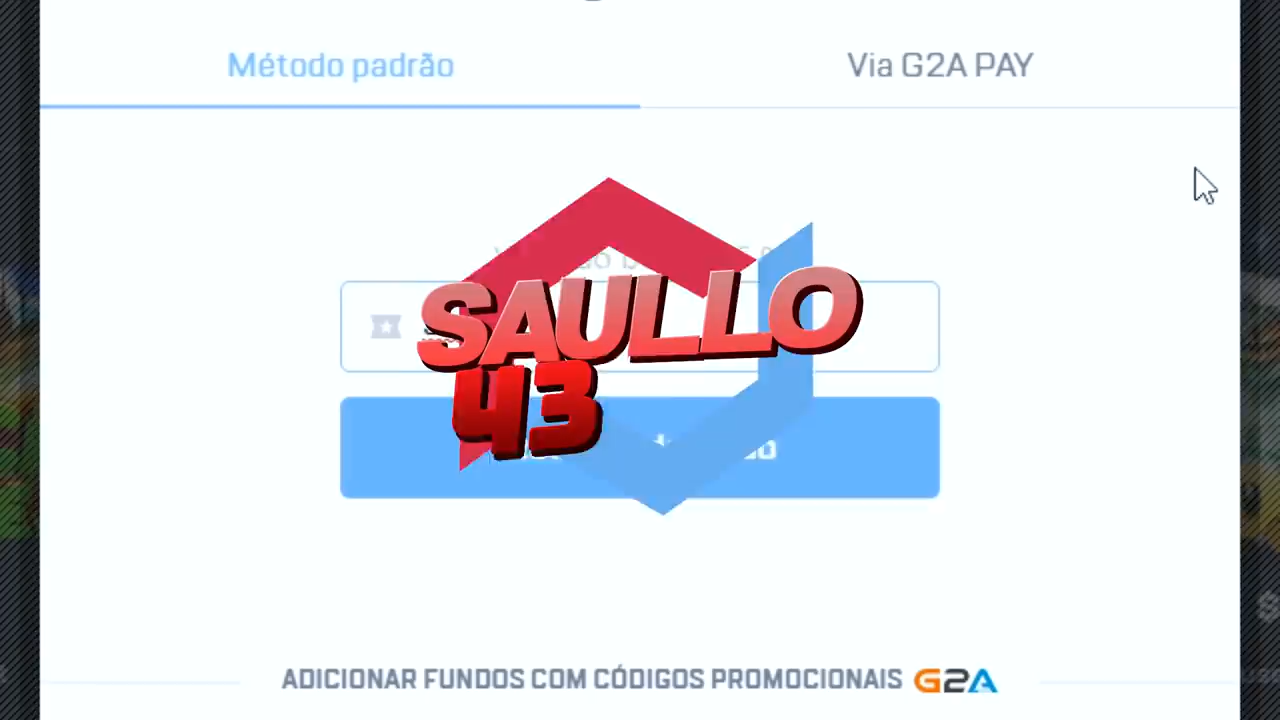 Método padrão
Via G2A PAY
SAULLO
43
ADICIONAR FUNDOS COM CÓDIGOS PROMOCIONAIS G2A